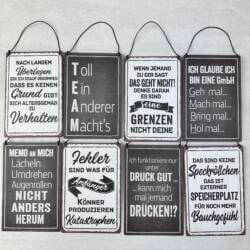 NACH LANGEM
Überlegen
BIN ICH DRAUF GEKOMMEN
DASS ES KEINEN
Grund GIBT
SICH ALTERSGEMÄß
ZU
Verhalten
Toll
Ein
Anderer
Macht's
WENN JEMAND
ZU DIR SAGT
DAS GEHT NICHT!
DENKE DARAN
ES SIND
Seine
GRENZEN
NICHT DEINE
ICH GLAUBE ICH
BIN EINE GmbH
Geh mal...
Mach mal...
Bring mal...
Hol mal...
MEMO AN MICH
Lächeln
Umdrehen
Augenrollen
NICHT
ANDERS
HERUM
Fehler
SIND WAS FÜR
Anfänger
KÖNNER
PRODUZIEREN
Katastrophen
Ich funktioniere nur
unter
DRUCK GUT
...kann mich
mal jemand
DRÜCKEN!?
DAS SIND KEINE
Speckröllchen
DAS IST
EXTERNER
SPEICHERPLATZ
FÜR NOCH MEHR
Bauchgefühl